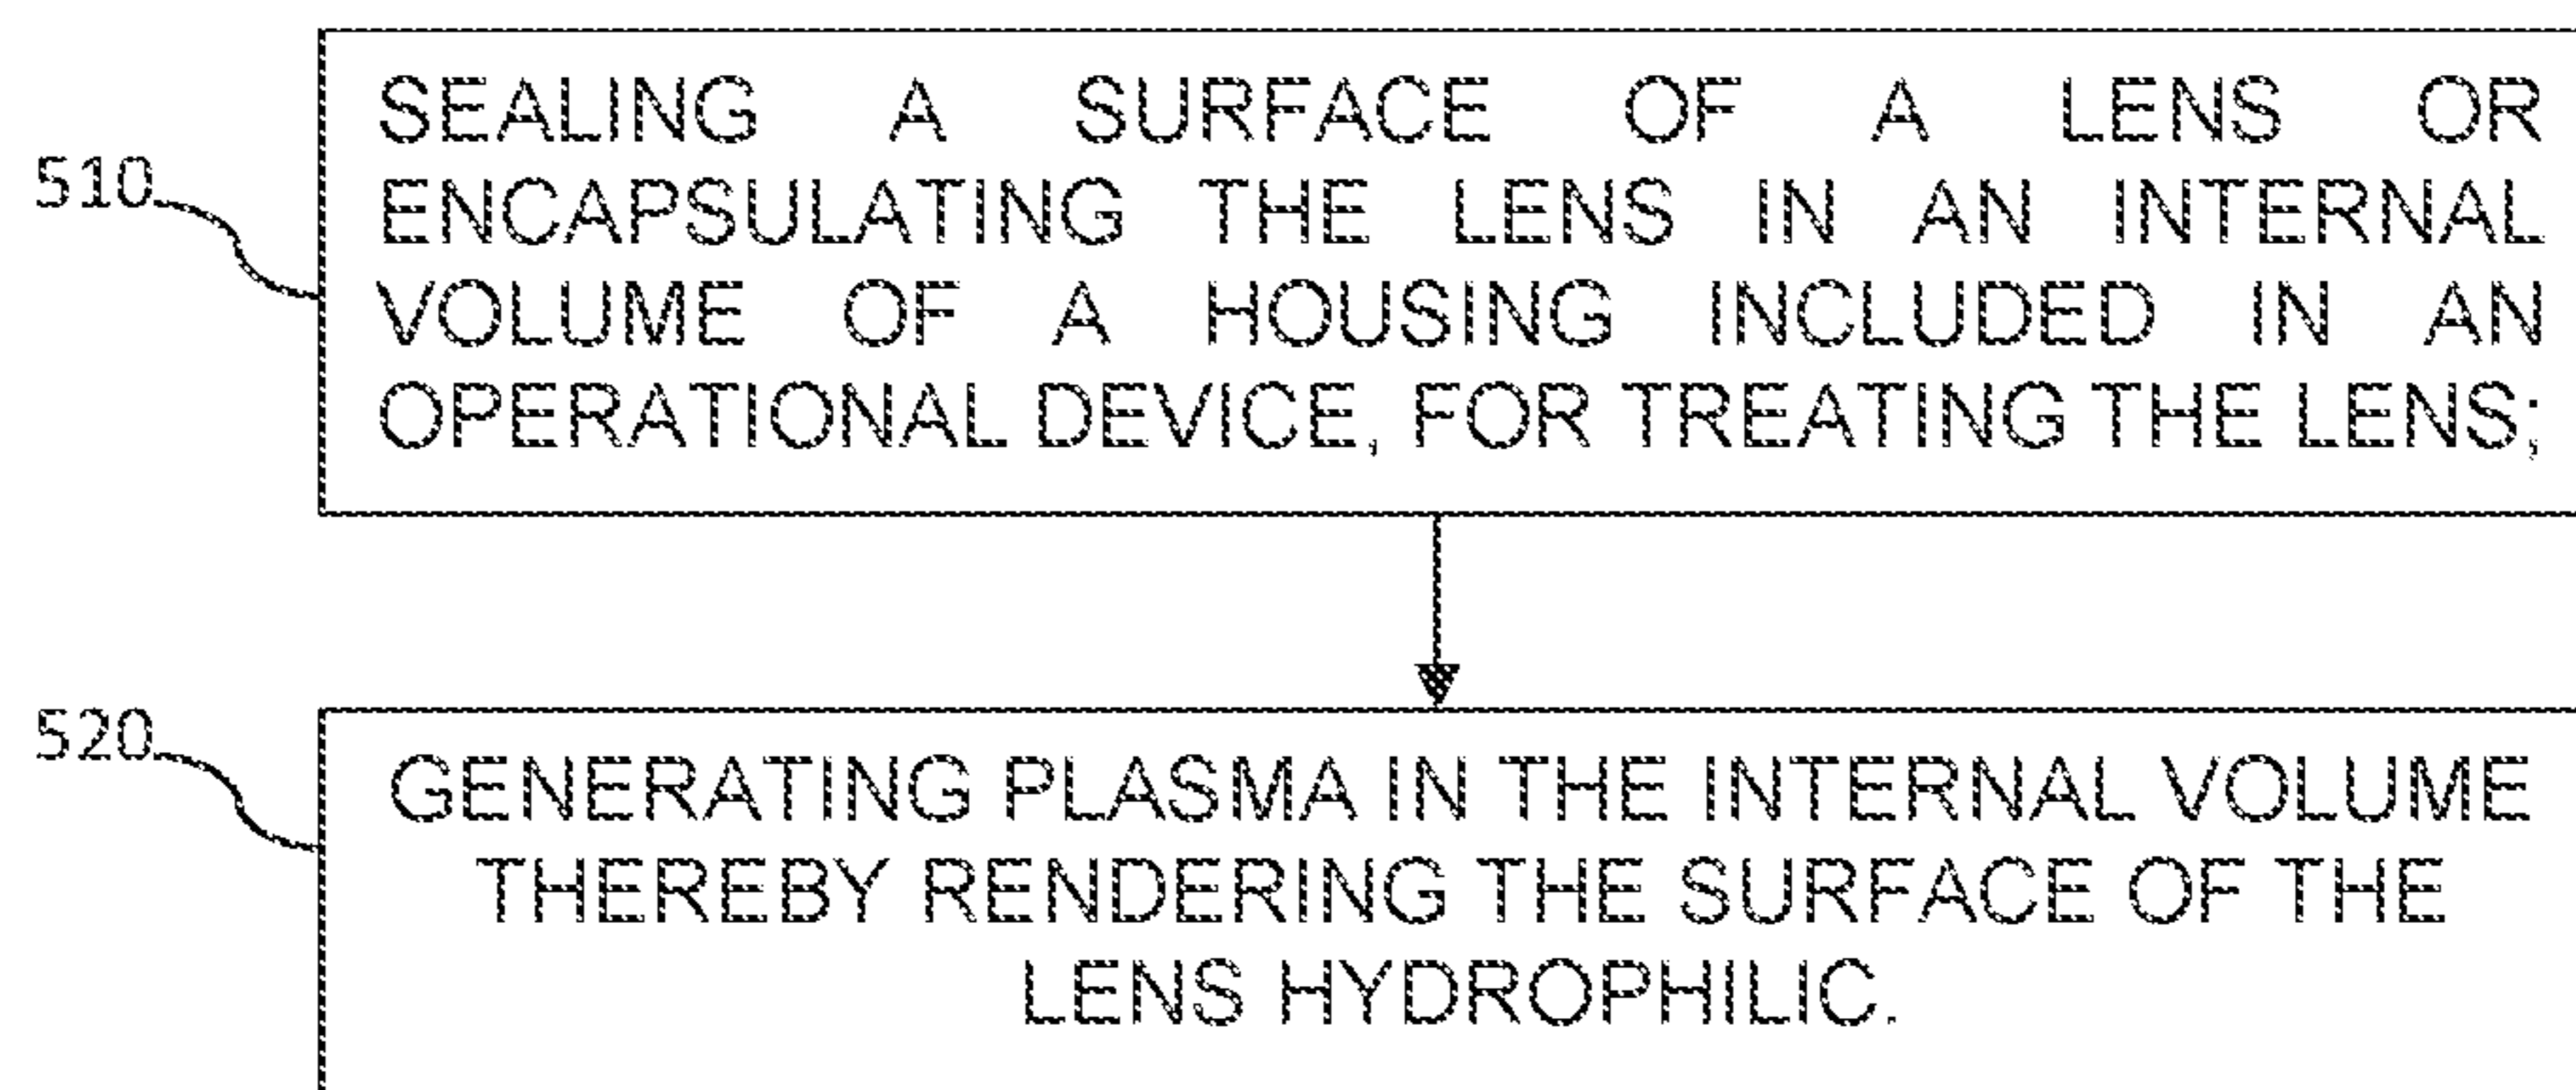 510
SEALING A SURFACE OF A LENS OR
ENCAPSULATING THE LENS IN AN INTERNAL
VOLUME OF A HOUSING INCLUDED IN AN
OPERATIONAL DEVICE, FOR TREATING THE LENS;
520
GENERATING PLASMA IN THE INTERNAL VOLUME
THEREBY RENDERING THE SURFACE OF THE
LENS HYDROPHILIC.